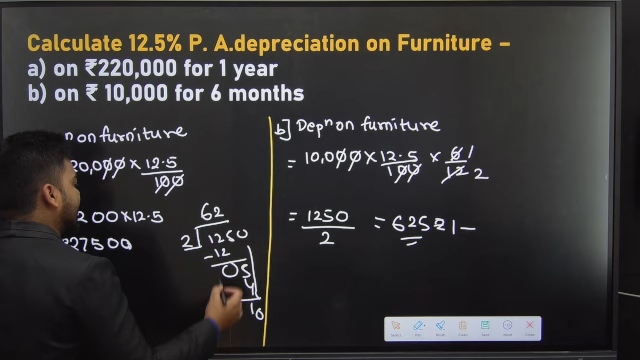 Calculate 12.5% P. A.depreciation on Furniture –
a) on ₹220,000 for 1 year
b) on ₹ 10,000 for 6 months
n on furniture
20,000 × 12.5
100
200×12.5
27500
62
2 1250
-12
05
4
10
b] Depⁿ on furniture
= 10,000 × 12.5/100 × 6/12 1 2
= 1250/2 = 625